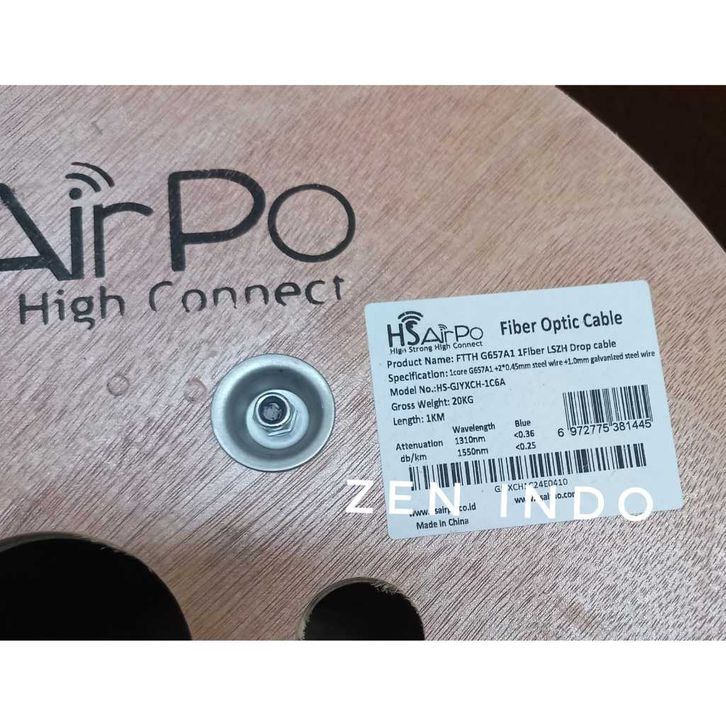 AirPo
High Connect
HSAirPo
High Strong High Connect
Fiber Optic Cable
Product Name: FTTH G657A1 1Fiber LSZH Drop cable
Specification: 1core G657A1 +2*0.45mm steel wire +1.0mm galvanized steel wire
Model No.:HS-GJYXCH-1C6A
Gross Weight: 20KG
Length: 1KM
Wavelength Blue
Attenuation 1310nm <0.36
db/km 1550nm <0.25
6 972775 381445
ZEN INDO
Made in China